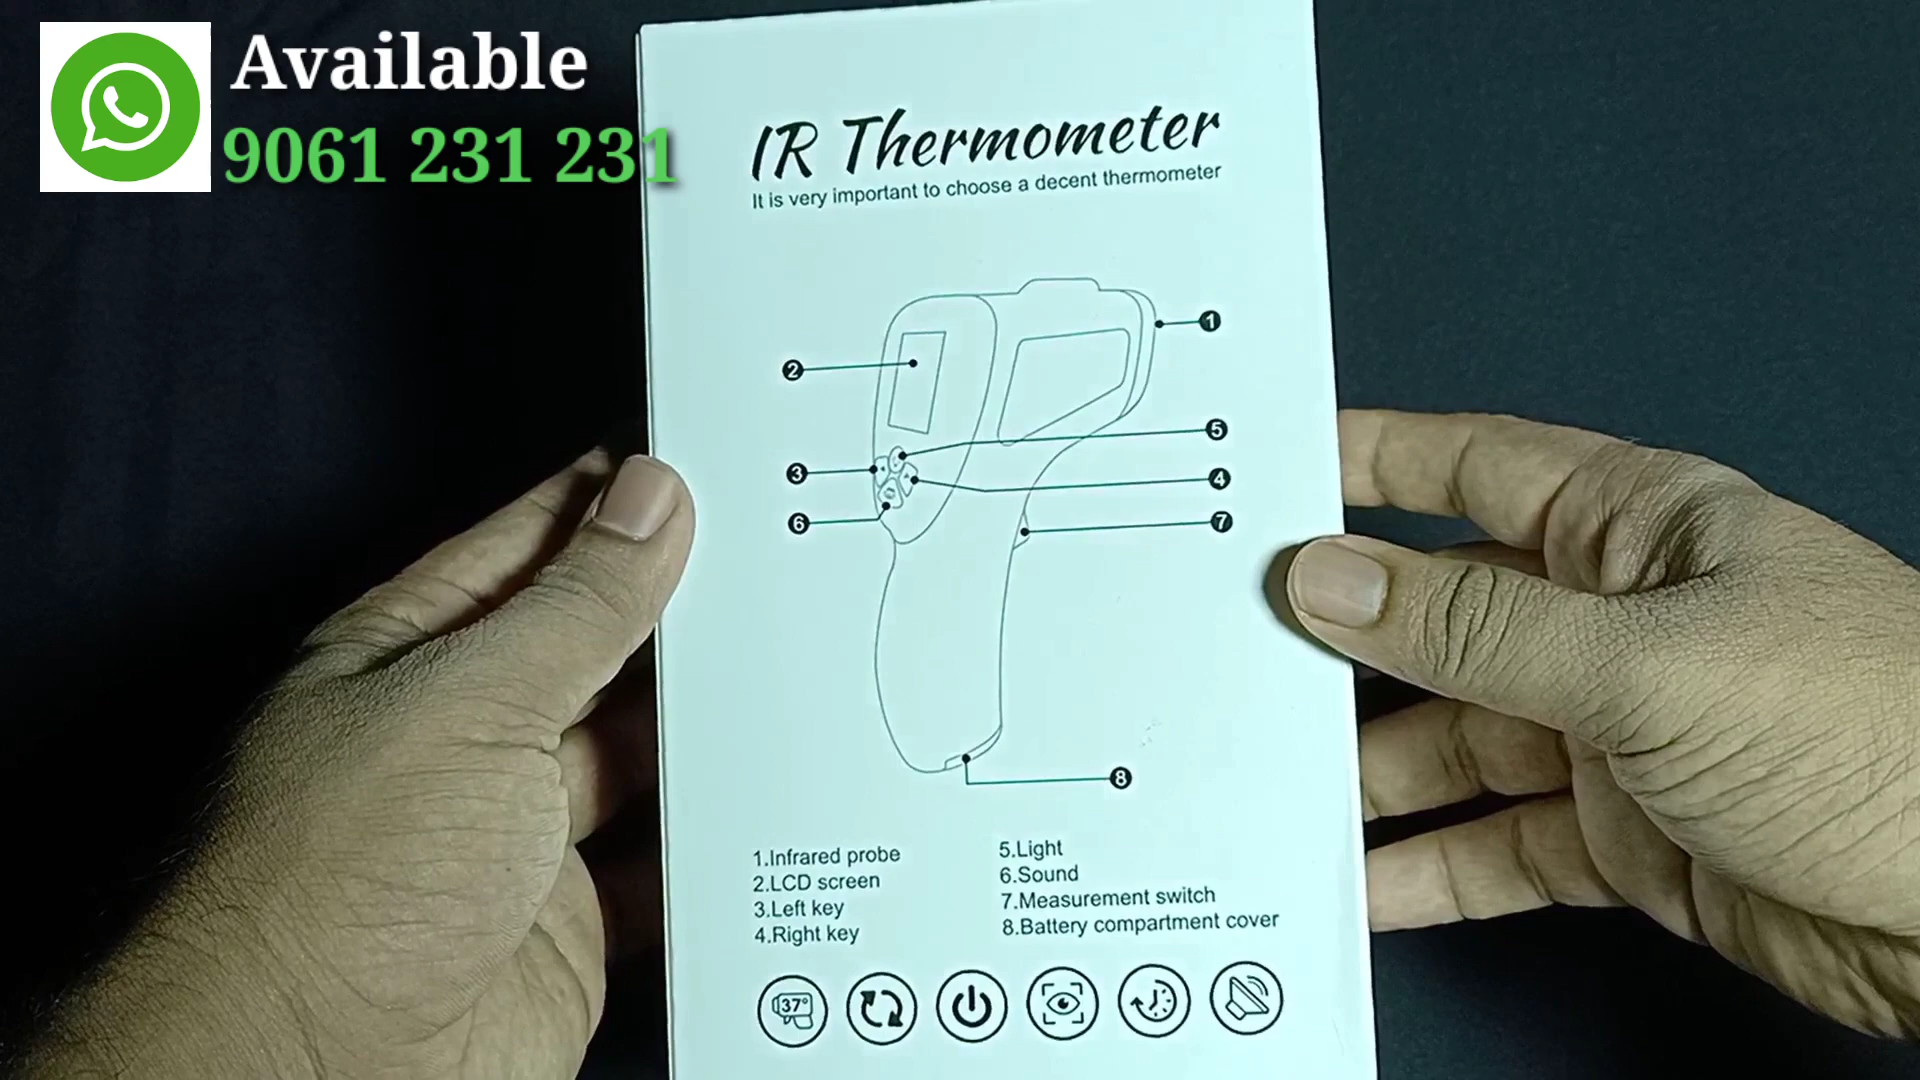 Available
9061 231 231
IR Thermometer
It is very important to choose a decent thermometer
1
2
5
3
4
6
7
8
1.Infrared probe
2.LCD screen
3.Left key
4.Right key
5.Light
6.Sound
7.Measurement switch
8.Battery compartment cover
37°